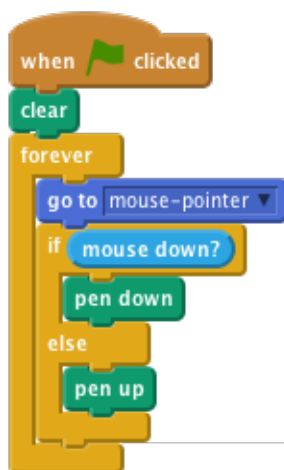 when clicked
clear
forever
go to mouse-pointer
if mouse down?
pen down
else
pen up